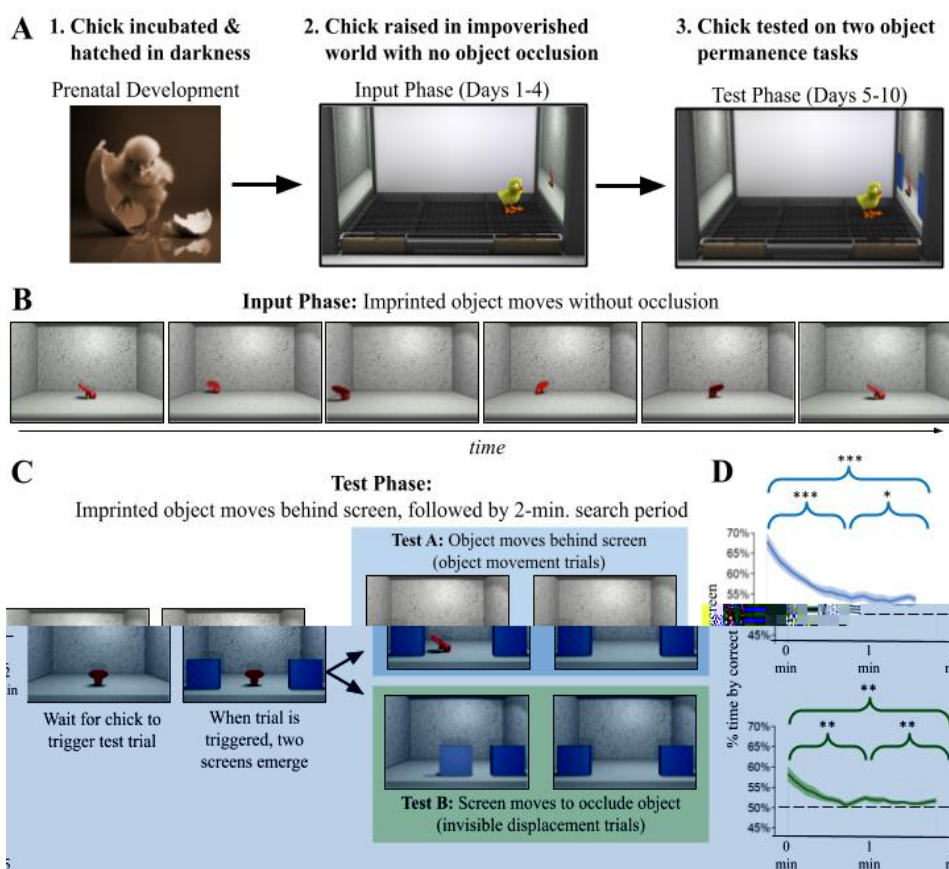 A
1. Chick incubated &
hatched in darkness
Prenatal Development
2. Chick raised in impoverished
world with no object occlusion
Input Phase (Days 1-4)
3. Chick tested on two object
permanence tasks
Test Phase (Days 5-10)
B
Input Phase: Imprinted object moves without occlusion
time
C
Test Phase:
Imprinted object moves behind screen, followed by 2-min. search period
Test A: Object moves behind screen
(object movement trials)
Wait for chick to
trigger test trial
When trial is
triggered, two
screens emerge
Test B: Screen moves to occlude object
(invisible displacement trials)
D
***
***
*
70%
65%
60%
55%
45%
0
min
1
min
% time by correct screen
**
**
**
70%
65%
60%
55%
50%
45%
0
min
1
min